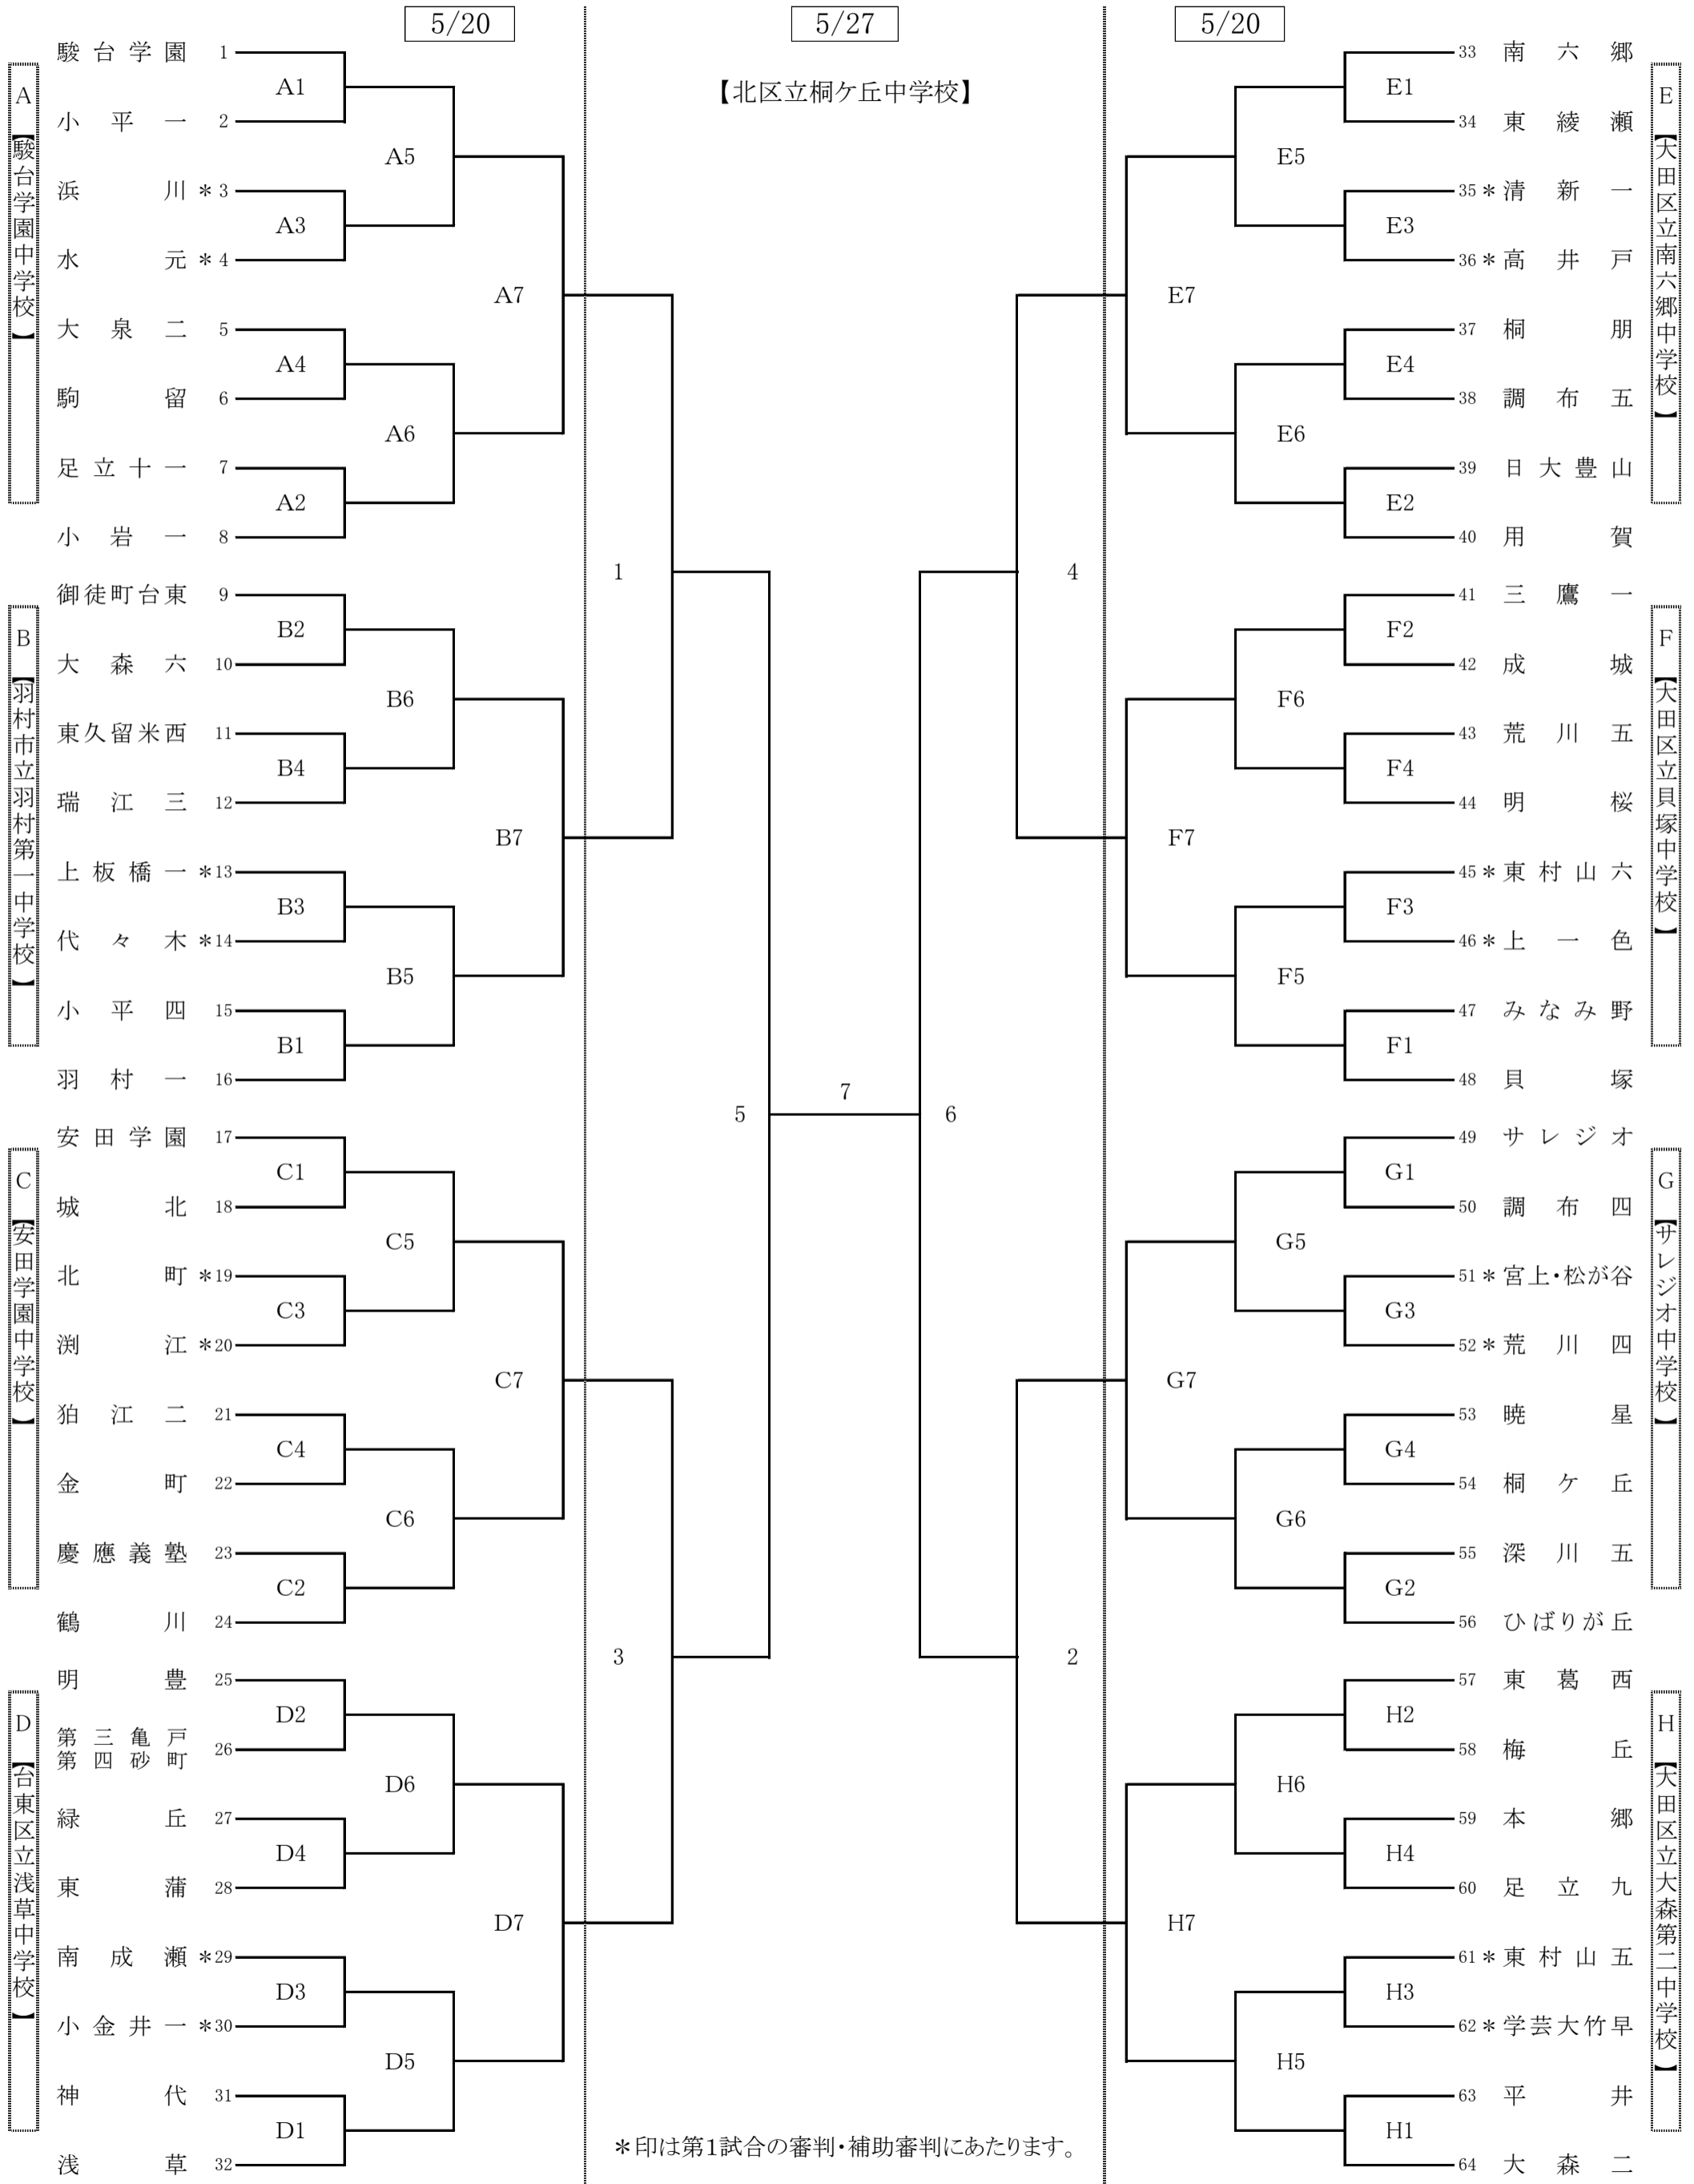 5/20
5/27
5/20
【北区立桐ケ丘中学校】
A 【駿台学園中学校】
駿台学園 1
小平一 2
浜川 *3
水元 *4
大泉二 5
駒留 6
足立十一 7
小岩一 8
A1
A3
A4
A2
A5
A6
A7
B 【羽村市立羽村第一中学校】
御徒町台東 9
大森六 10
東久留米西 11
瑞江三 12
上板橋一 *13
代々木 *14
小平四 15
羽村一 16
B2
B4
B3
B1
B6
B5
B7
C 【安田学園中学校】
安田学園 17
城北 18
北町 *19
渕江 *20
狛江二 21
金町 22
慶應義塾 23
鶴川 24
C1
C3
C4
C2
C5
C6
C7
D 【台東区立浅草中学校】
明豊 25
第三亀戸
第四砂町 26
緑丘 27
東蒲 28
南成瀬 *29
小金井一 *30
神代 31
浅草 32
D2
D4
D3
D1
D6
D5
D7
1
3
5
7
6
4
2
E 【大田区立南六郷中学校】
33 南六郷
34 東綾瀬
35 * 清新一
36 * 高井戸
37 桐朋
38 調布五
39 日大豊山
40 用賀
E1
E3
E4
E2
E5
E6
E7
F 【大田区立貝塚中学校】
41 三鷹一
42 成城
43 荒川五
44 明桜
45 * 東村山六
46 * 上一色
47 みなみ野
48 貝塚
F2
F4
F3
F1
F6
F5
F7
G 【サレジオ中学校】
49 サレジオ
50 調布四
51 * 宮上・松が谷
52 * 荒川四
53 暁星
54 桐ケ丘
55 深川五
56 ひばりが丘
G1
G3
G4
G2
G5
G6
G7
H 【大田区立大森第二中学校】
57 東葛西
58 梅丘
59 本郷
60 足立九
61 * 東村山五
62 * 学芸大竹早
63 平井
64 大森二
H2
H4
H3
H1
H6
H5
H7
*印は第1試合の審判・補助審判にあたります。